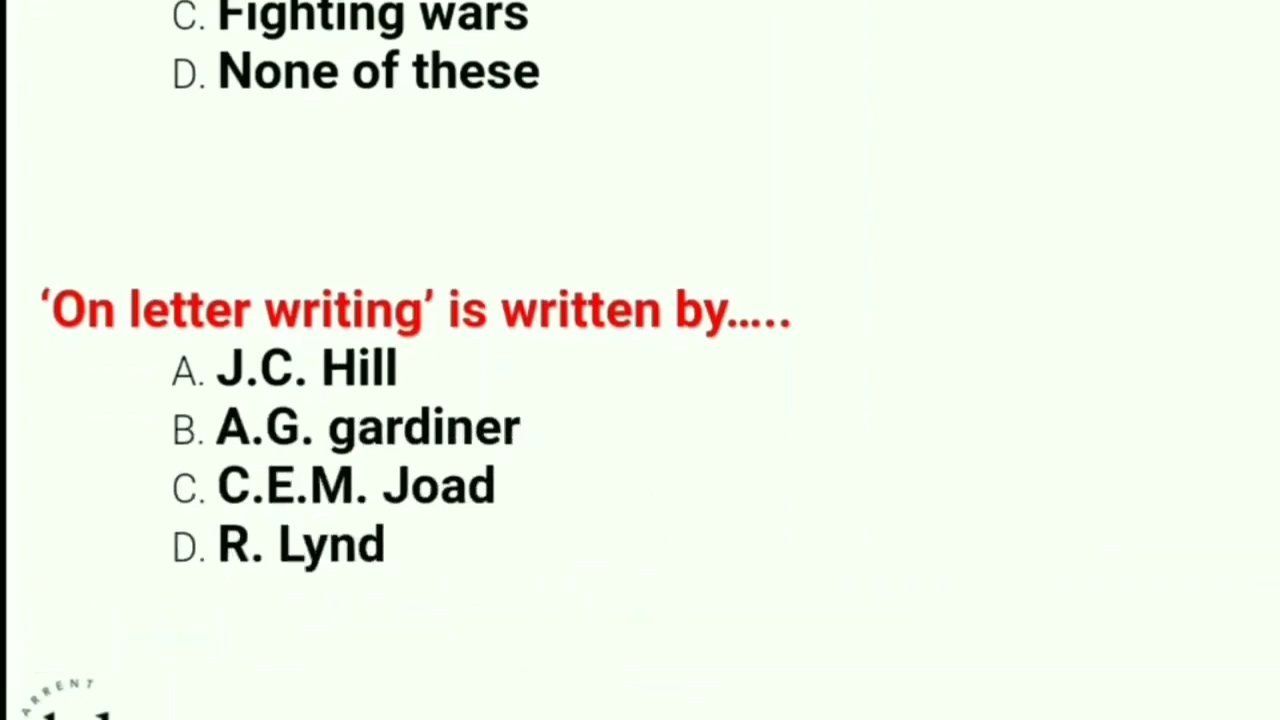 C. Fighting wars
D. None of these
‘On letter writing’ is written by.....
A. J.C. Hill
B. A.G. gardiner
C. C.E.M. Joad
D. R. Lynd